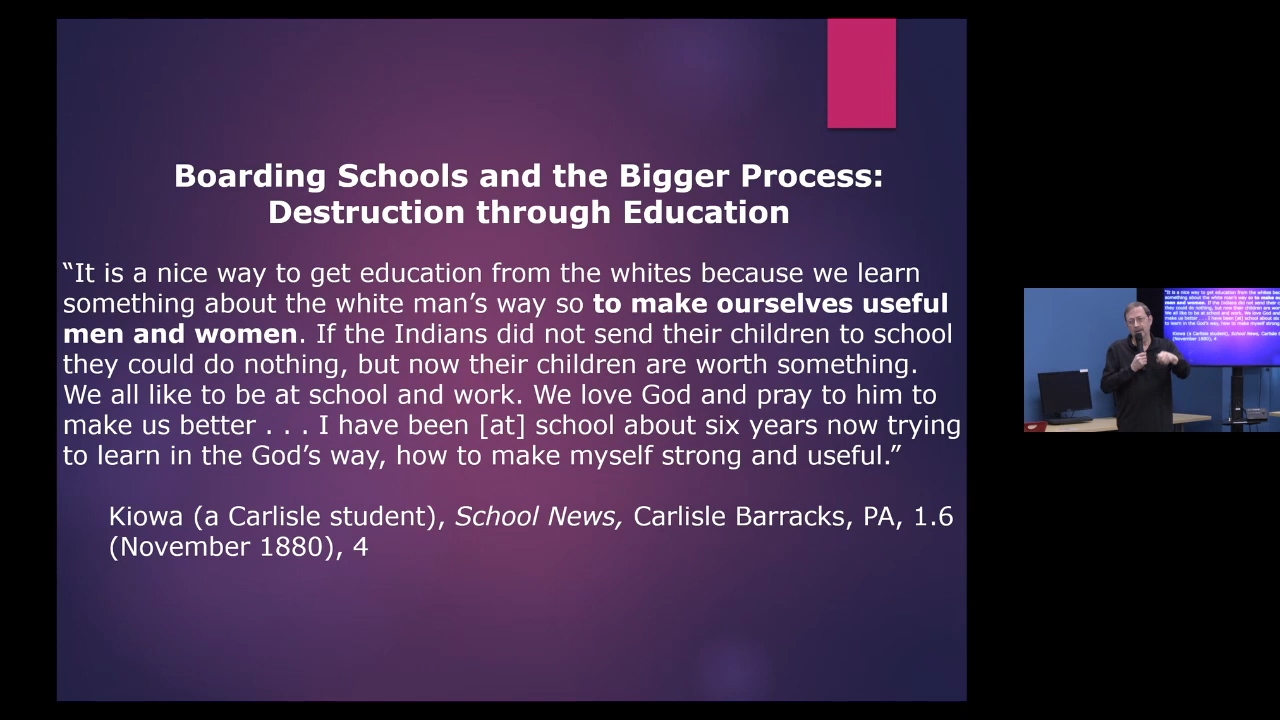 Boarding Schools and the Bigger Process:
Destruction through Education
“It is a nice way to get education from the whites because we learn
something about the white man’s way so to make ourselves useful
men and women. If the Indians did not send their children to school
they could do nothing, but now their children are worth something.
We all like to be at school and work. We love God and pray to him to
make us better . . . I have been [at] school about six years now trying
to learn in the God’s way, how to make myself strong and useful.”
Kiowa (a Carlisle student), School News, Carlisle Barracks, PA, 1.6
(November 1880), 4